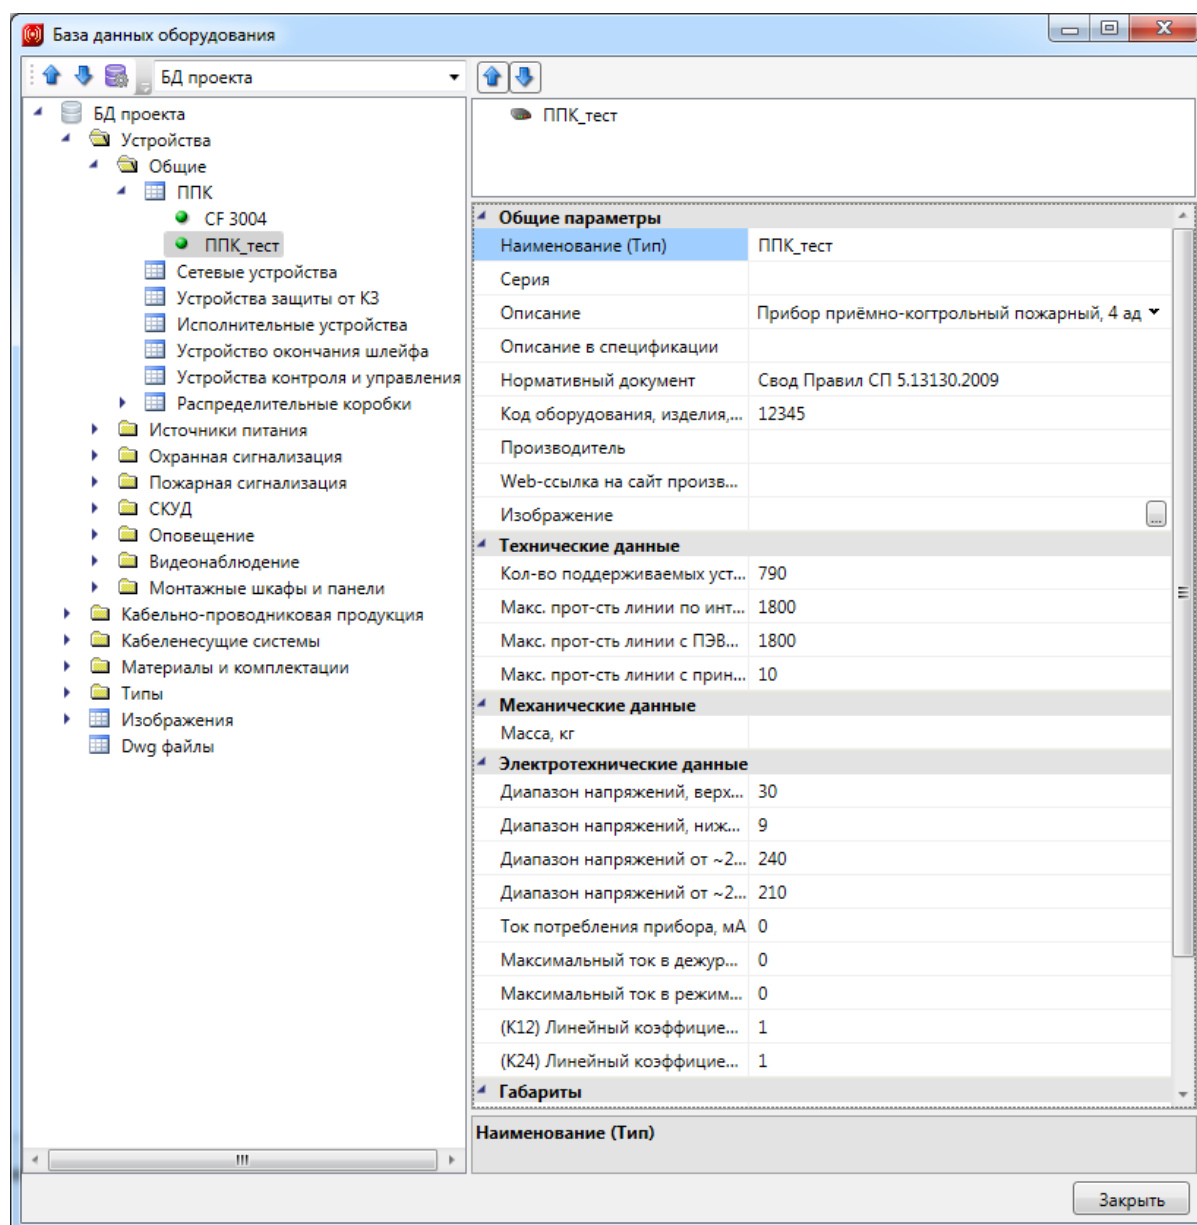 База данных оборудования
БД проекта
БД проекта
Устройства
Общие
ППК
CF 3004
ППК_тест
Сетевые устройства
Устройства защиты от КЗ
Исполнительные устройства
Устройство окончания шлейфа
Устройства контроля и управления
Распределительные коробки
Источники питания
Охранная сигнализация
Пожарная сигнализация
СКУД
Оповещение
Видеонаблюдение
Монтажные шкафы и панели
Кабельно-проводниковая продукция
Кабеленесущие системы
Материалы и комплектации
Типы
Изображения
Dwg файлы
ППК_тест
Общие параметры
Наименование (Тип) ППК_тест
Серия
Описание Прибор приёмно-когтрольный пожарный, 4 ад
Описание в спецификации
Нормативный документ Свод Правил СП 5.13130.2009
Код оборудования, изделия,... 12345
Производитель
Web-ссылка на сайт произв...
Изображение ...
Технические данные
Кол-во поддерживаемых уст... 790
Макс. прот-сть линии по инт... 1800
Макс. прот-сть линии с ПЭВ... 1800
Макс. прот-сть линии с прин... 10
Механические данные
Масса, кг
Электротехнические данные
Диапазон напряжений, верх... 30
Диапазон напряжений, ниж... 9
Диапазон напряжений от ~2... 240
Диапазон напряжений от ~2... 210
Ток потребления прибора, мА 0
Максимальный ток в дежур... 0
Максимальный ток в режим... 0
(К12) Линейный коэффицие... 1
(К24) Линейный коэффицие... 1
Габариты
Наименование (Тип)
Закрыть